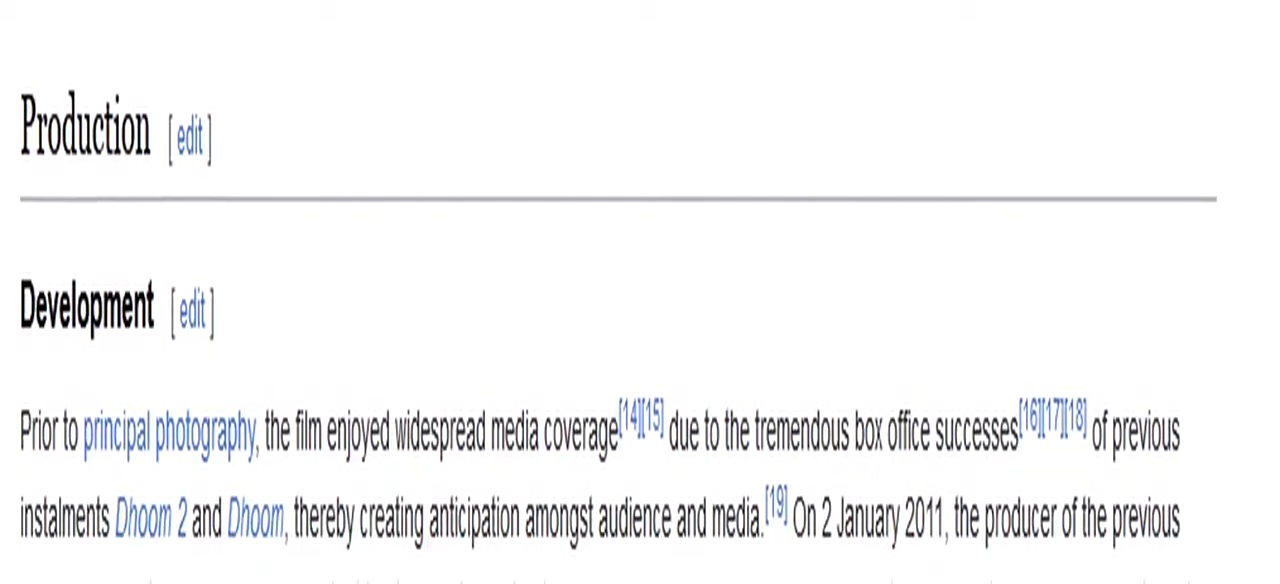 Production [ edit ]
Development [ edit ]
Prior to principal photography, the film enjoyed widespread media coverage[14][15] due to the tremendous box office successes[16][17][18] of previous
instalments Dhoom 2 and Dhoom, thereby creating anticipation amongst audience and media.[19] On 2 January 2011, the producer of the previous